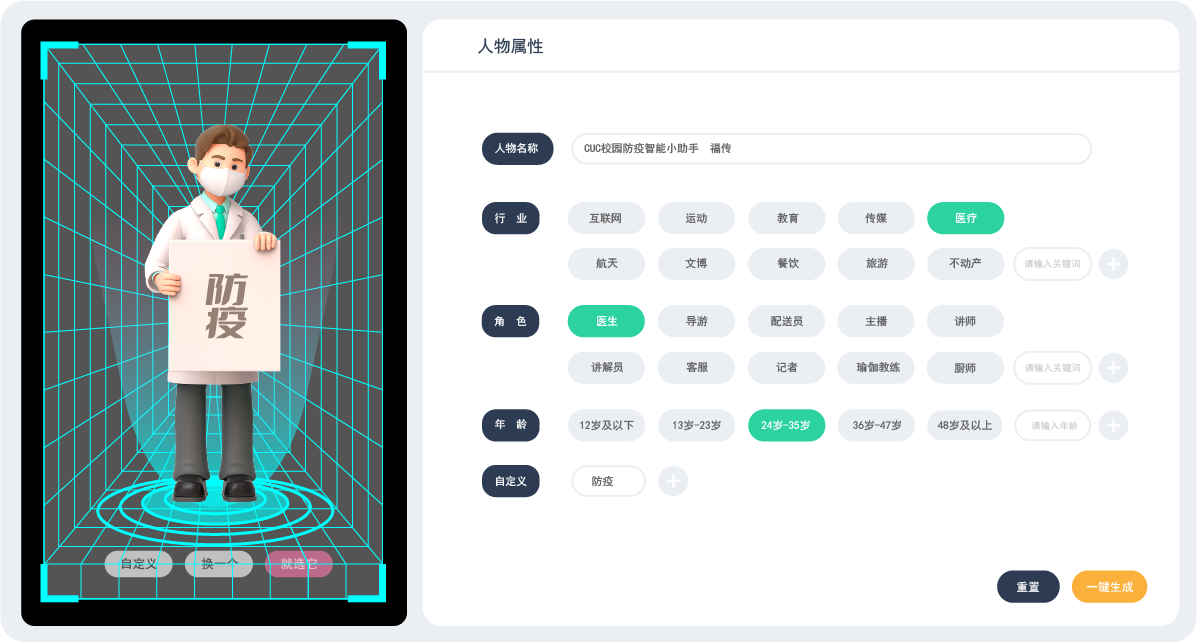 防
疫
自定义 换一个 就选它
人物属性
人物名称 CUC校园防疫智能小助手 福传
行 业 互联网 运动 教育 传媒 医疗
航天 文博 餐饮 旅游 不动产 请输入关键词
角 色 医生 导游 配送员 主播 讲师
讲解员 客服 记者 瑜伽教练 厨师 请输入关键词
年 龄 12岁及以下 13岁-23岁 24岁-35岁 36岁-47岁 48岁及以上 请输入年龄
自定义 防疫
重置 一键生成